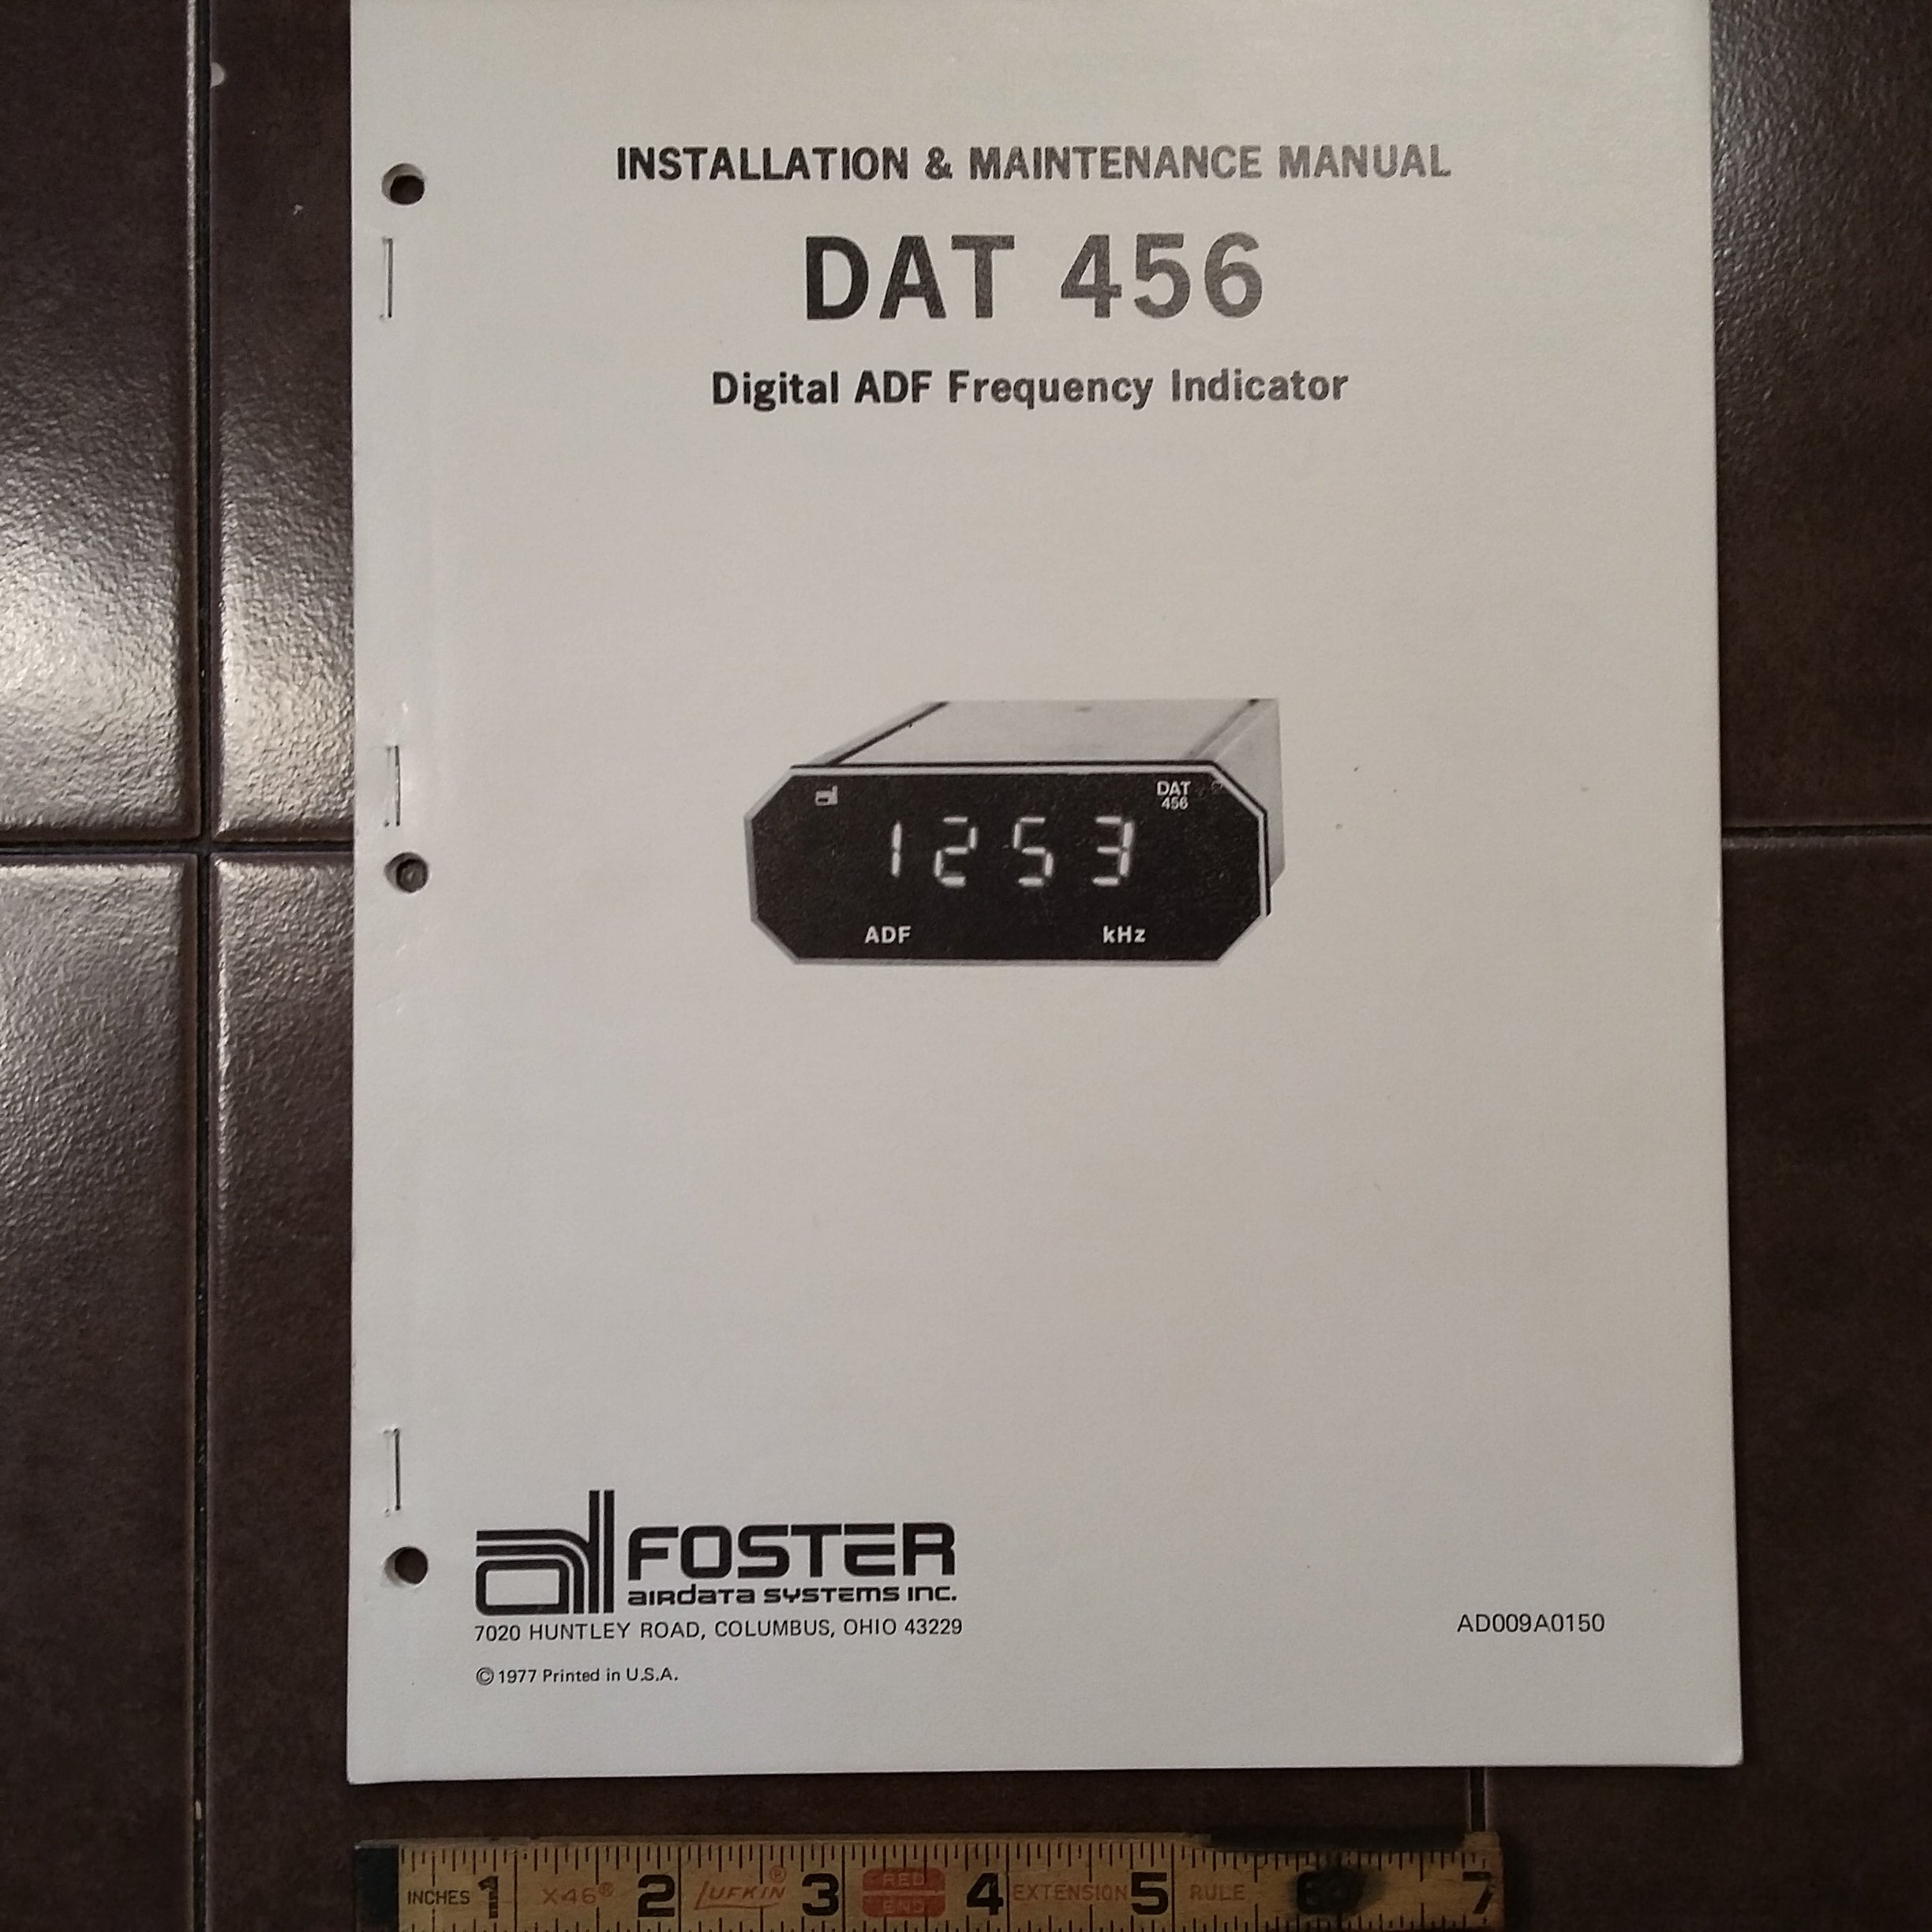 INSTALLATION & MAINTENANCE MANUAL
DAT 456
Digital ADF Frequency Indicator
DAT
456
1253
ADF kHz
FOSTER
AIRDATA SYSTEMS INC.
7020 HUNTLEY ROAD, COLUMBUS, OHIO 43229
AD009A0150
©1977 Printed in U.S.A.
INCHES 1 X46® 2 LUFKIN® 3 RED END 4 EXTENSION 5 RULE 6 7